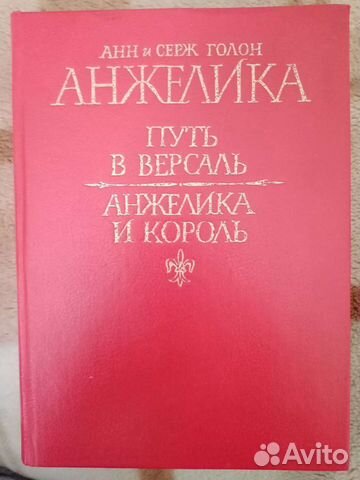 АНН и СЕРЖ ГОЛОН
АНЖЕЛИКА
ПУТЬ
В ВЕРСАЛЬ
АНЖЕЛИКА
И КОРОЛЬ
Avito